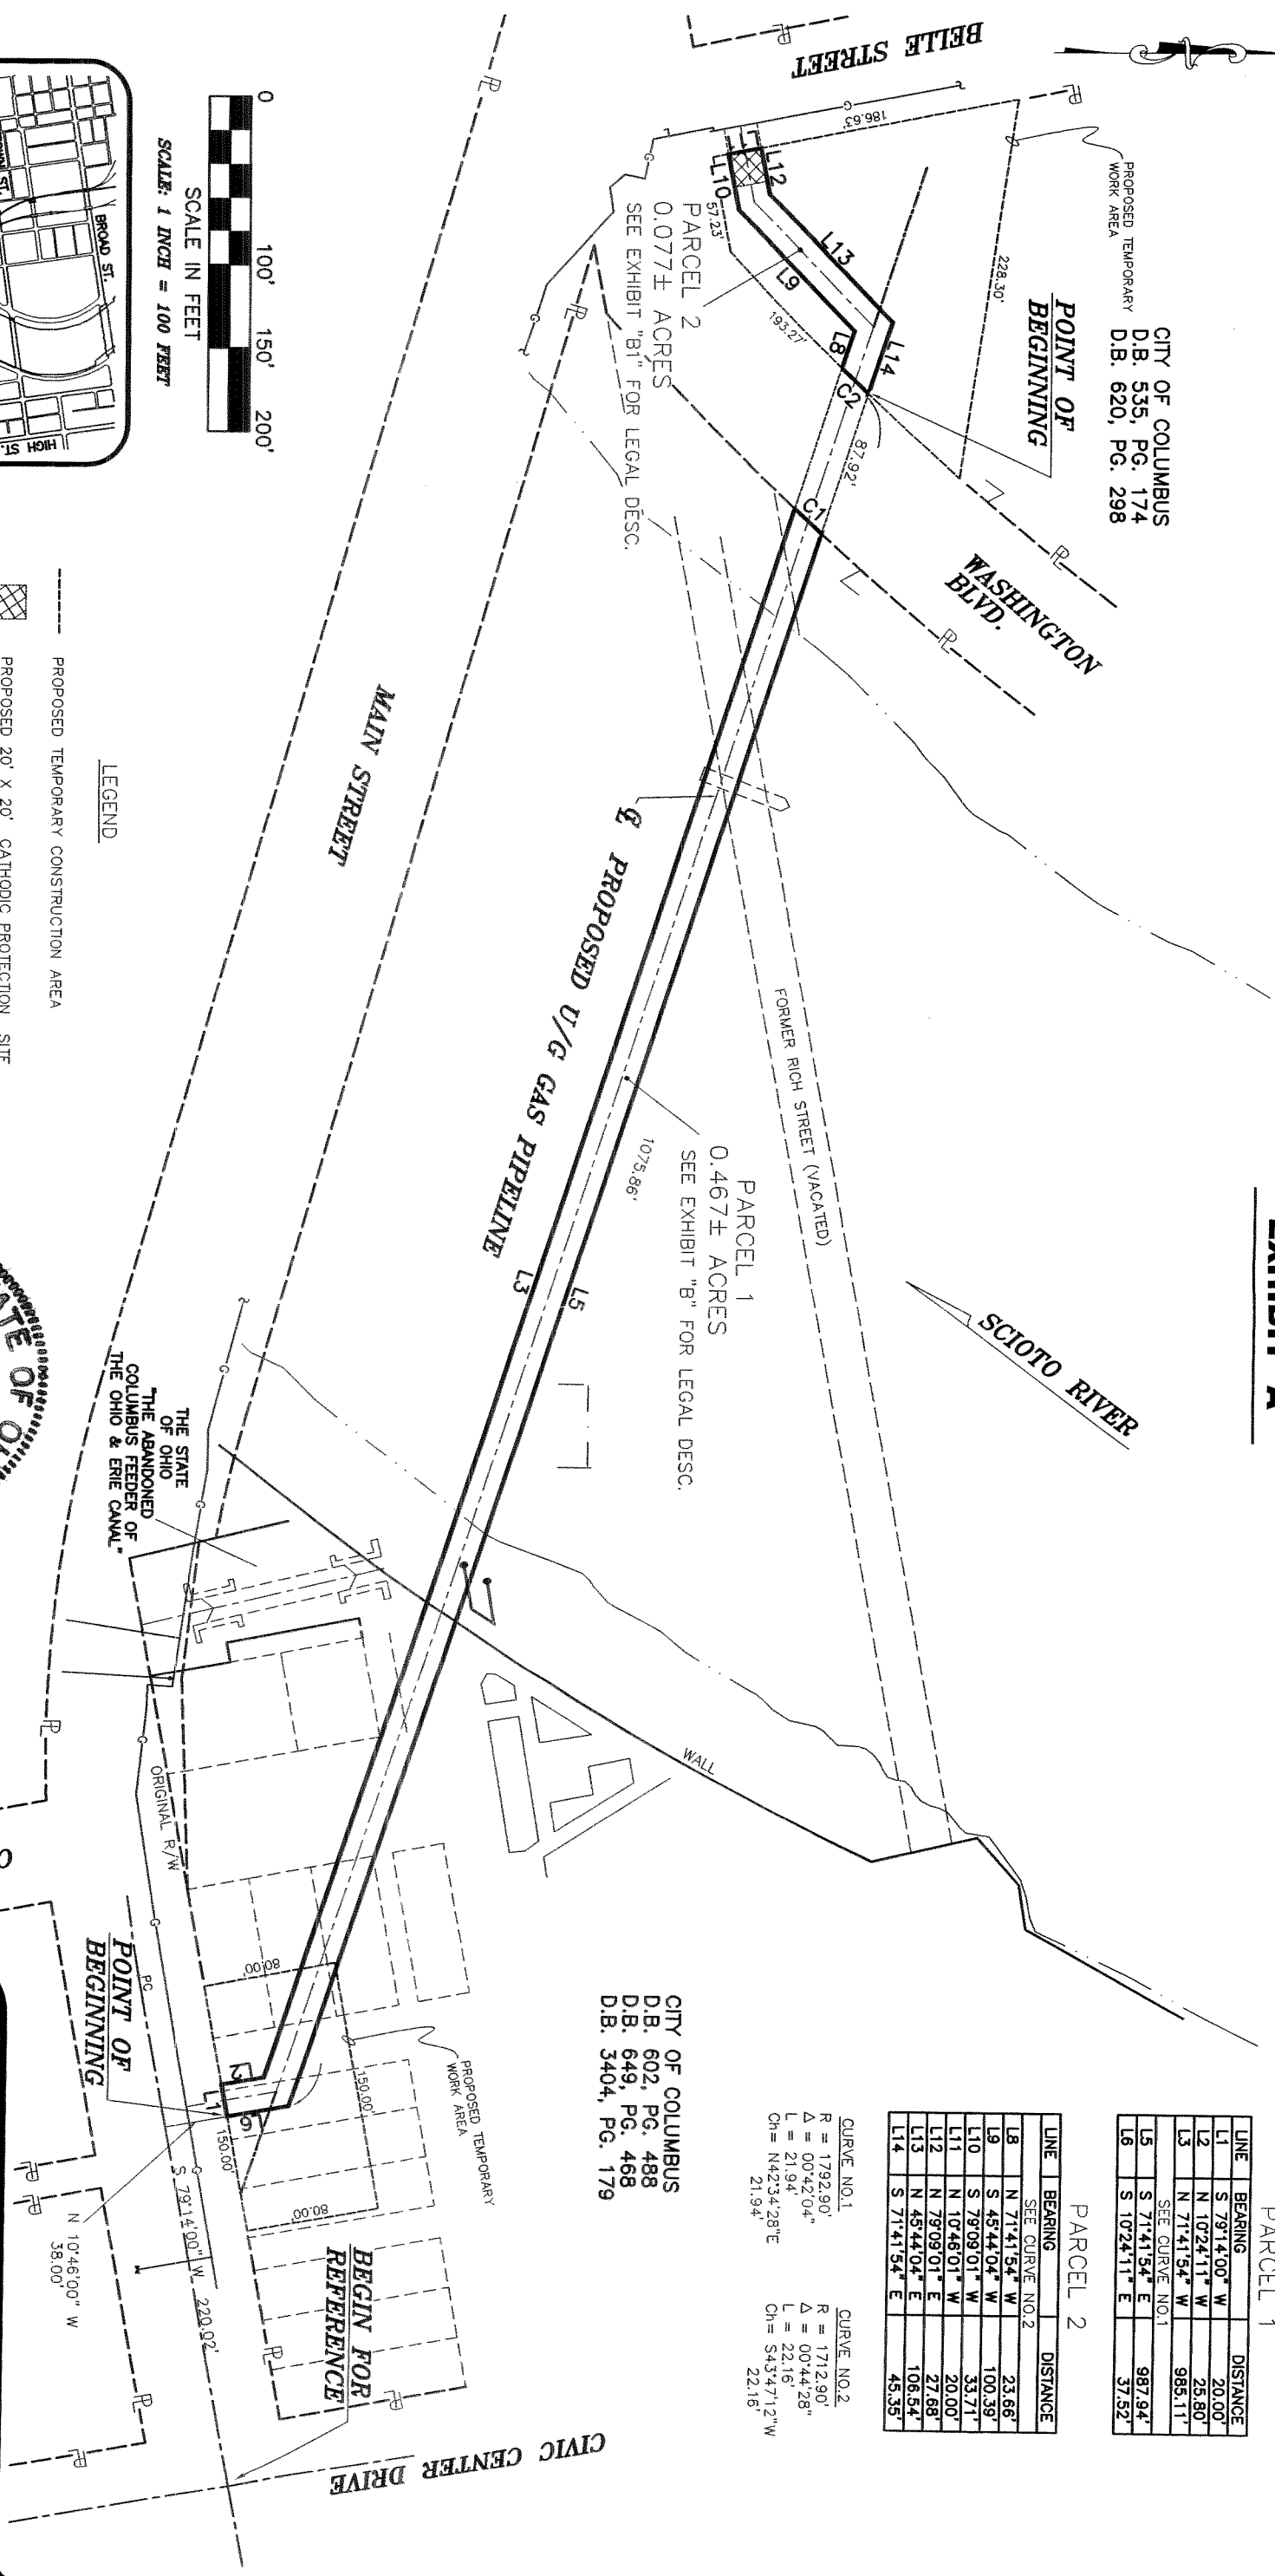 EXHIBIT "A"
PARCEL 1
LINE BEARING DISTANCE
L1 S 79°14'00" W 20.00'
L2 N 10°24'11" W 25.80'
L3 N 71°41'54" W 985.11'
SEE CURVE NO.1
L5 S 71°41'54" E 987.94'
L6 S 10°24'11" E 37.52'
PARCEL 2
LINE BEARING DISTANCE
SEE CURVE NO.2
L8 N 71°41'54" W 23.66'
L9 S 45°44'04" W 100.39'
L10 S 79°09'01" W 33.71'
L11 N 10°46'01" W 20.00'
L12 N 79°09'01" E 27.68'
L13 N 45°44'04" E 106.54'
L14 S 71°41'54" E 45.35'
CURVE NO.1
R = 1792.90'
Δ = 00°42'04"
L = 21.94'
Ch= N42°34'28"E
21.94'
CURVE NO.2
R = 1712.90'
Δ = 00°44'28"
L = 22.16'
Ch= S43°47'12"W
22.16'
CITY OF COLUMBUS
D.B. 535, PG. 174
D.B. 620, PG. 298
POINT OF
BEGINNING
PROPOSED TEMPORARY
WORK AREA
BELLE STREET
186.63'
228.30'
WASHINGTON
BLVD.
L12
L13
L14
L10
L9
L8
C2
C1
57.23'
193.27'
87.92'
PARCEL 2
0.077± ACRES
SEE EXHIBIT "B1" FOR LEGAL DESC.
SCIOTO RIVER
FORMER RICH STREET (VACATED)
PARCEL 1
0.467± ACRES
SEE EXHIBIT "B" FOR LEGAL DESC.
1075.86'
L5
L3
℄ PROPOSED U/G GAS PIPELINE
MAIN STREET
WALL
CITY OF COLUMBUS
D.B. 602, PG. 488
D.B. 649, PG. 468
D.B. 3404, PG. 179
PROPOSED TEMPORARY
WORK AREA
80.00'
150.00'
80.00'
150.00'
L2
L1
L6
THE STATE
OF OHIO
"THE ABANDONED
COLUMBUS FEEDER OF
THE OHIO & ERIE CANAL"
ORIGINAL R/W
PC
POINT OF
BEGINNING
S 79°14'00" W 220.02'
N 10°46'00" W
38.00'
BEGIN FOR
REFERENCE
CIVIC CENTER DRIVE
0 100' 150' 200'
SCALE IN FEET
SCALE: 1 INCH = 100 FEET
BROAD ST.
HIGH ST.
LEGEND
PROPOSED TEMPORARY CONSTRUCTION AREA
PROPOSED 20' X 20' CATHODIC PROTECTION SITE